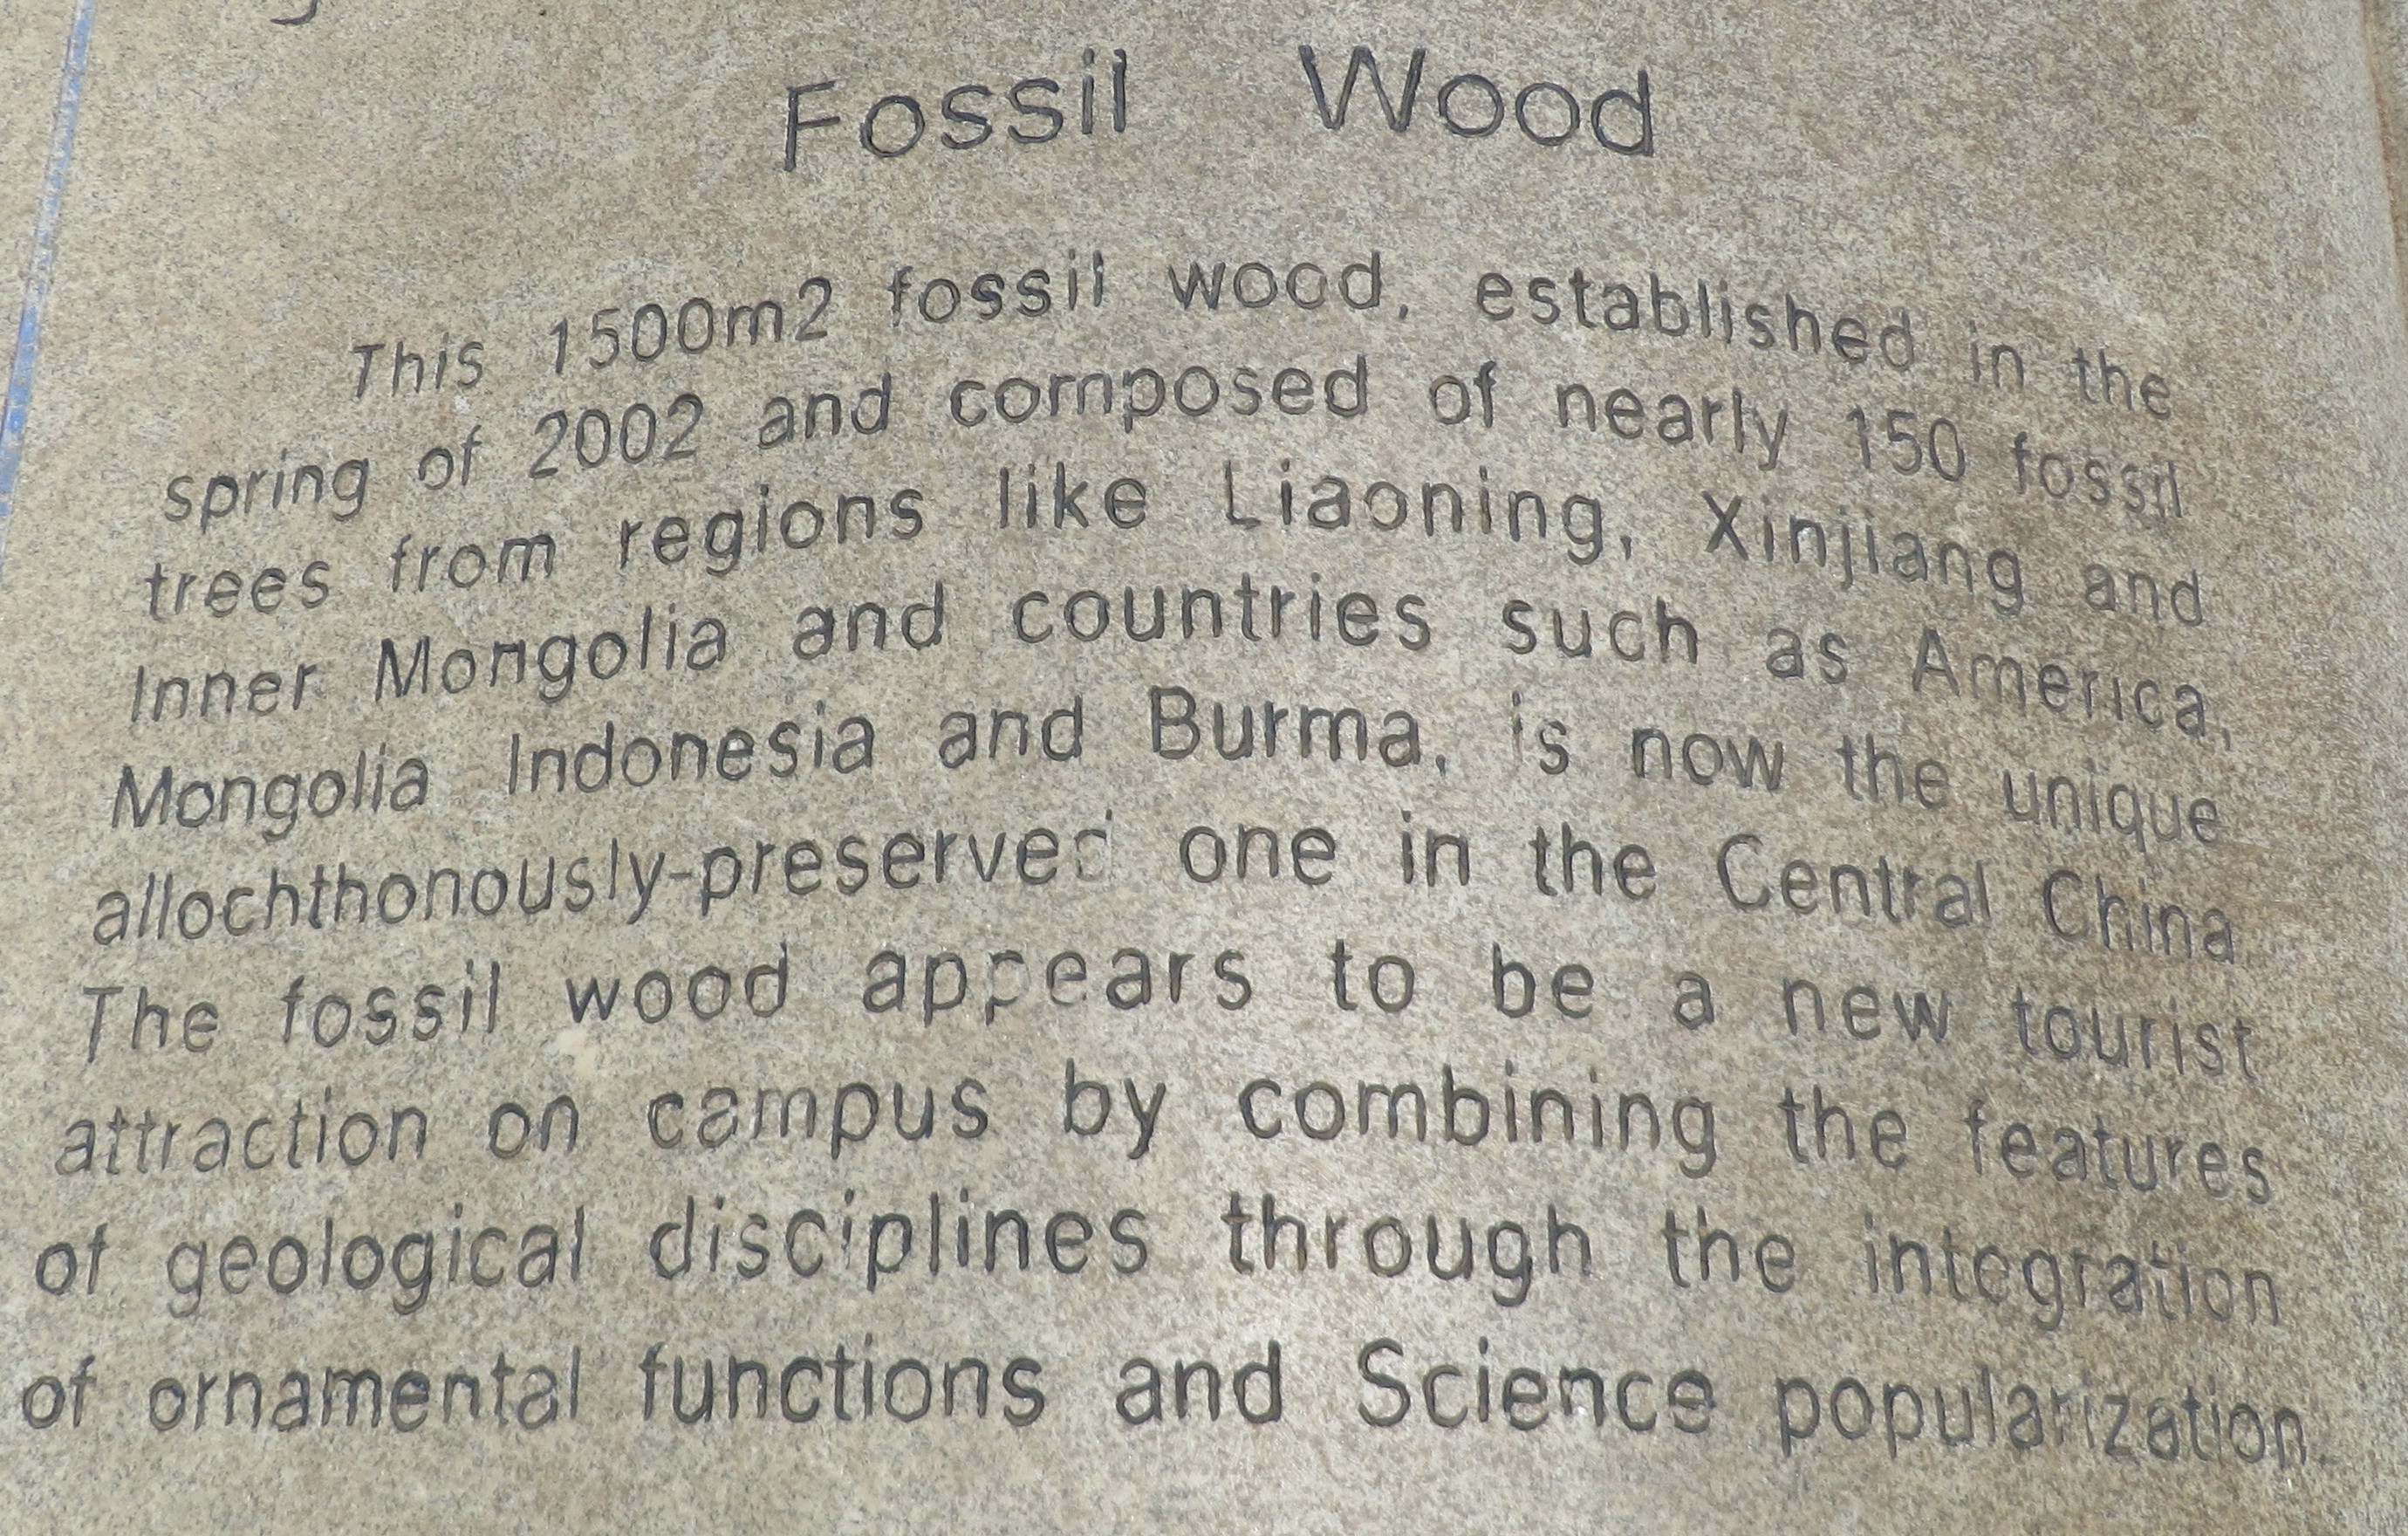 Fossil Wood
This 1500m2 fossil wood, established in the
spring of 2002 and composed of nearly 150 fossil
trees from regions like Liaoning, Xinjiang and
Inner Mongolia and countries such as America,
Mongolia Indonesia and Burma, is now the unique
allochthonously-preserved one in the Central China
The fossil wood appears to be a new tourist
attraction on campus by combining the features
of geological disciplines through the integration
of ornamental functions and Science popularization.